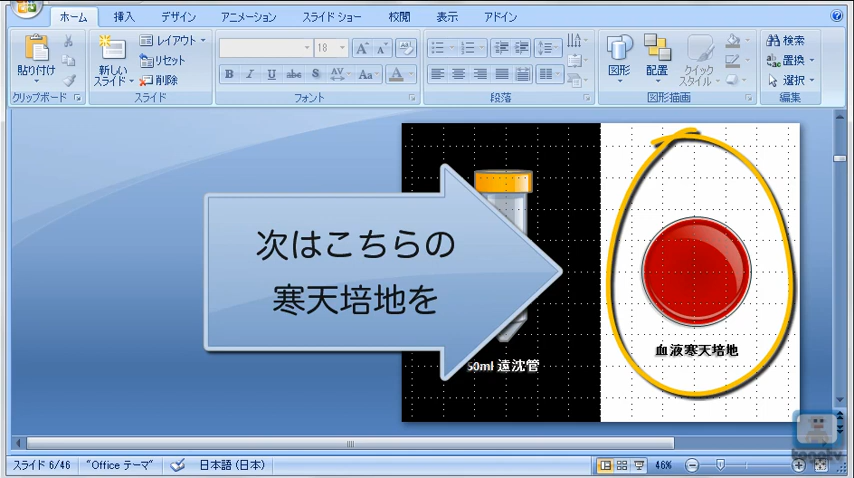 ホーム 挿入 デザイン アニメーション スライド ショー 校閲 表示 アドイン
貼り付け
クリップボード
新しい
スライド
レイアウト
リセット
削除
スライド
18
B I U abc S AV Aa A
フォント
段落
図形
配置
クイック
スタイル
図形描画
検索
置換
選択
編集
次はこちらの
寒天培地を
50ml 遠沈管
血液寒天培地
スライド 6/46 "Office テーマ" 日本語 (日本) 46%
togotv